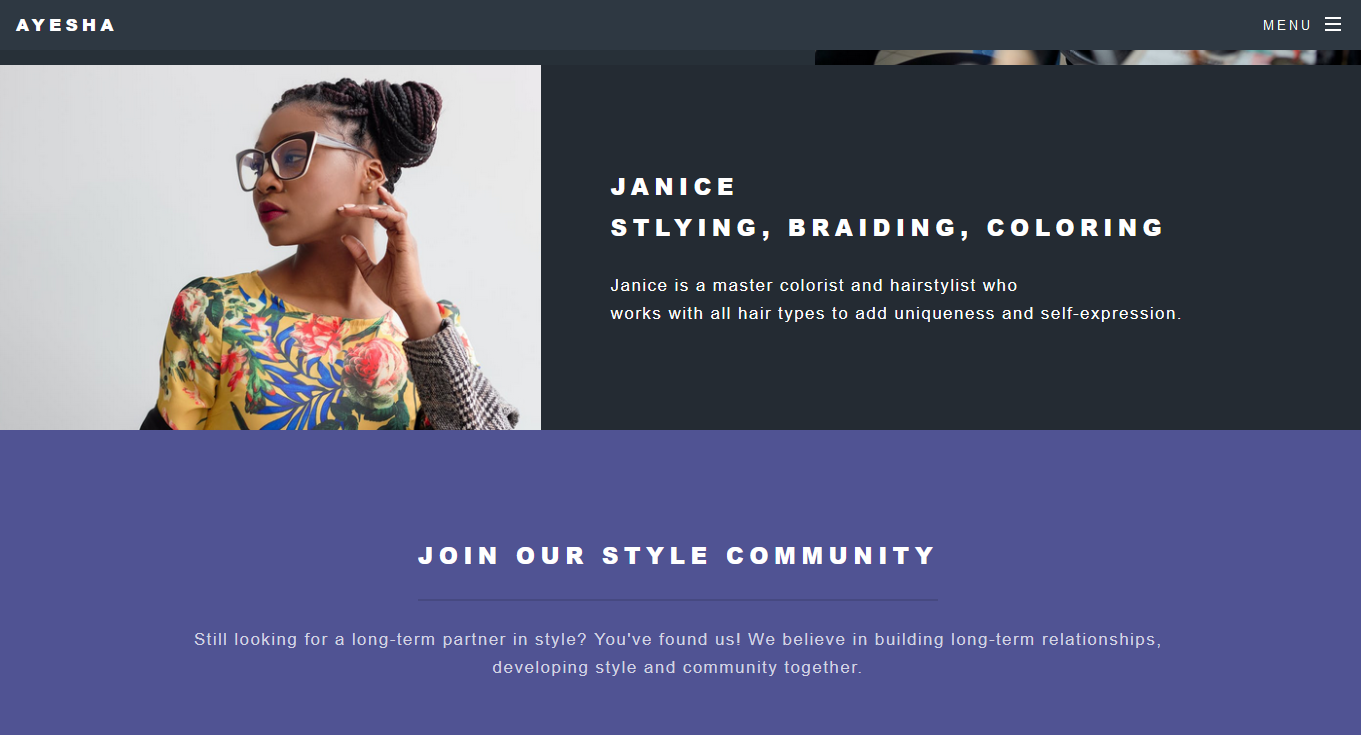 AYESHA
MENU
JANICE
STLYING, BRAIDING, COLORING
Janice is a master colorist and hairstylist who
works with all hair types to add uniqueness and self-expression.
JOIN OUR STYLE COMMUNITY
Still looking for a long-term partner in style? You've found us! We believe in building long-term relationships,
developing style and community together.